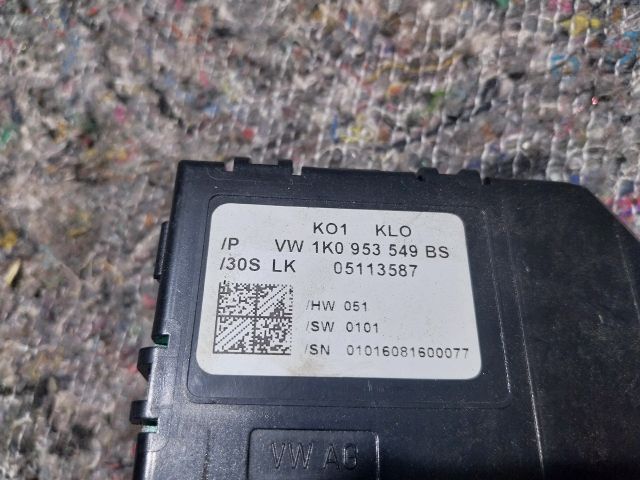 KO1 KLO
/P VW 1K0 953 549 BS
/30S LK 05113587
/HW 051
/SW 0101
/SN 01016081600077
VW AG